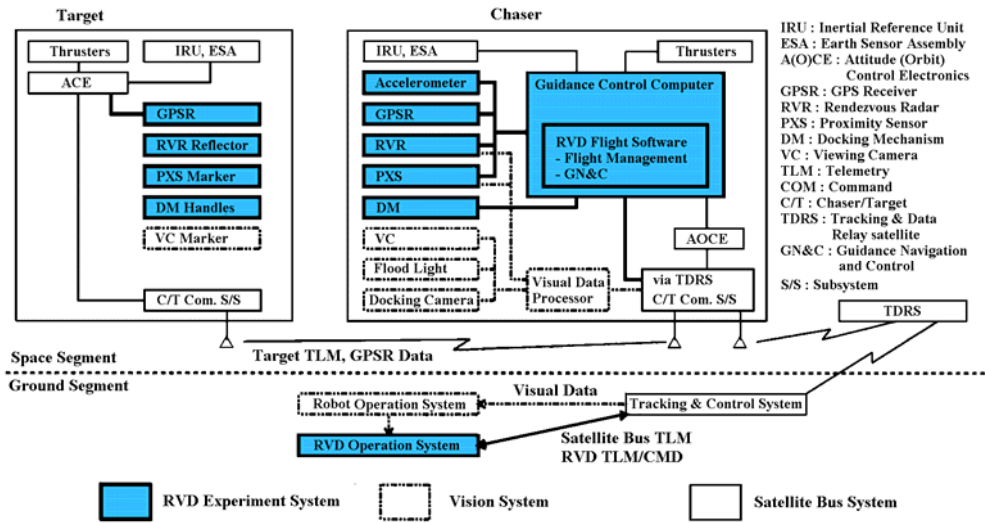 Target
Thrusters
IRU, ESA
ACE
GPSR
RVR Reflector
PXS Marker
DM Handles
VC Marker
C/T Com. S/S
Chaser
IRU, ESA
Thrusters
Accelerometer
GPSR
RVR
PXS
DM
VC
Flood Light
Docking Camera
Guidance Control Computer
RVD Flight Software
- Flight Management
- GN&C
AOCE
Visual Data
Processor
via TDRS
C/T Com. S/S
IRU : Inertial Reference Unit
ESA : Earth Sensor Assembly
A(O)CE : Attitude (Orbit)
Control Electronics
GPSR : GPS Receiver
RVR : Rendezvous Radar
PXS : Proximity Sensor
DM : Docking Mechanism
VC : Viewing Camera
TLM : Telemetry
COM : Command
C/T : Chaser/Target
TDRS : Tracking & Data
Relay satellite
GN&C : Guidance Navigation
and Control
S/S : Subsystem
TDRS
Space Segment
Target TLM, GPSR Data
Ground Segment
Visual Data
Robot Operation System
Tracking & Control System
RVD Operation System
Satellite Bus TLM
RVD TLM/CMD
RVD Experiment System
Vision System
Satellite Bus System